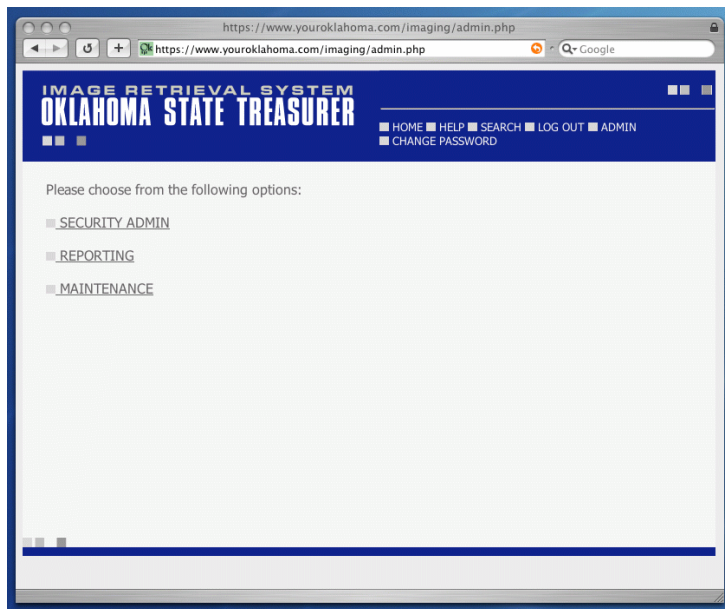 https://www.youroklahoma.com/imaging/admin.php
https://www.youroklahoma.com/imaging/admin.php
Google
IMAGE RETRIEVAL SYSTEM
OKLAHOMA STATE TREASURER
HOME HELP SEARCH LOG OUT ADMIN
CHANGE PASSWORD
Please choose from the following options:
SECURITY ADMIN
REPORTING
MAINTENANCE